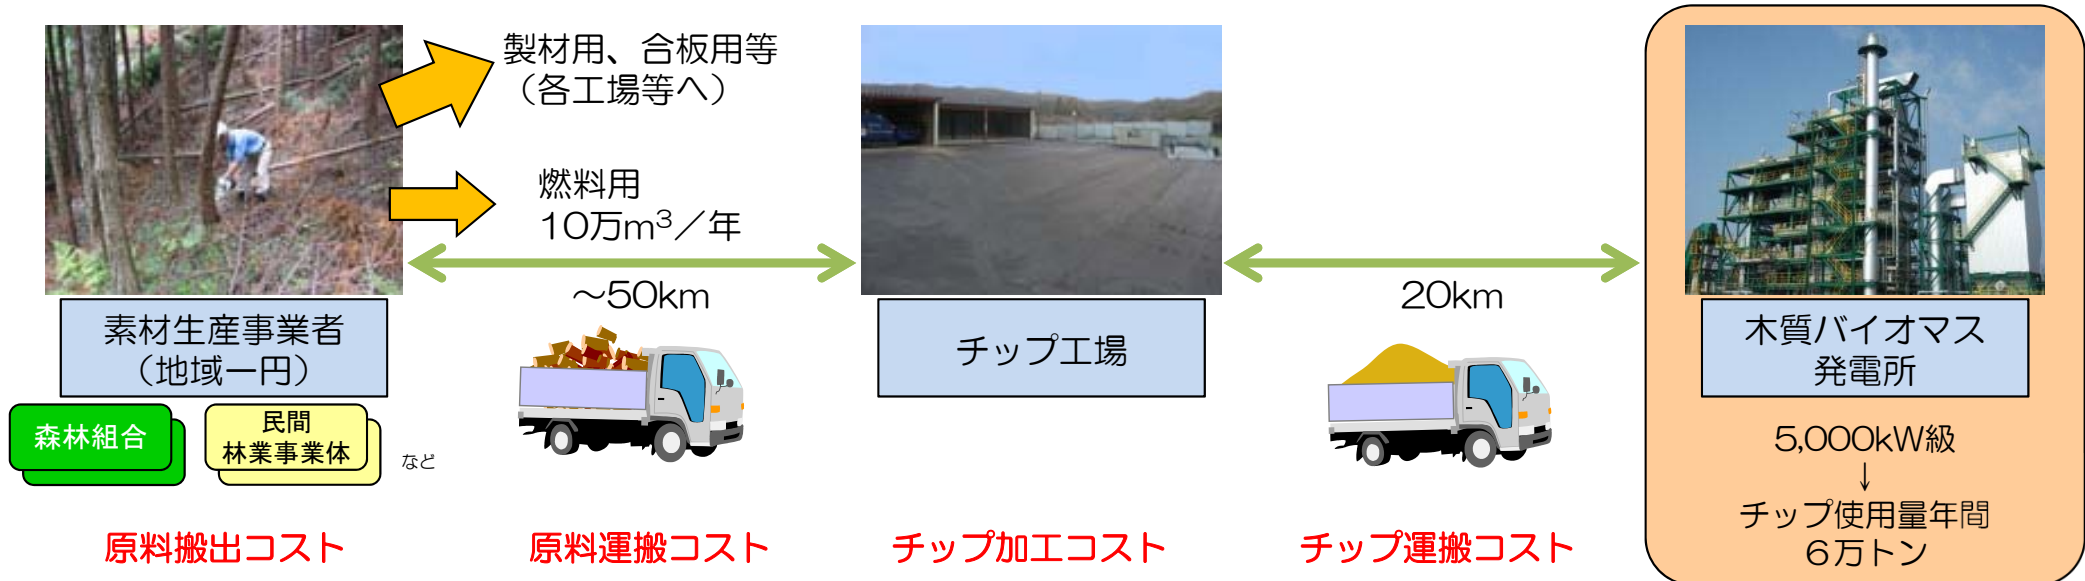 製材用、合板用等
（各工場等へ）
燃料用
10万m³／年
～50km
20km
素材生産事業者
（地域一円）
チップ工場
木質バイオマス
発電所
森林組合
民間
林業事業体
など
5,000kW級
↓
チップ使用量年間
６万トン
原料搬出コスト
原料運搬コスト
チップ加工コスト
チップ運搬コスト